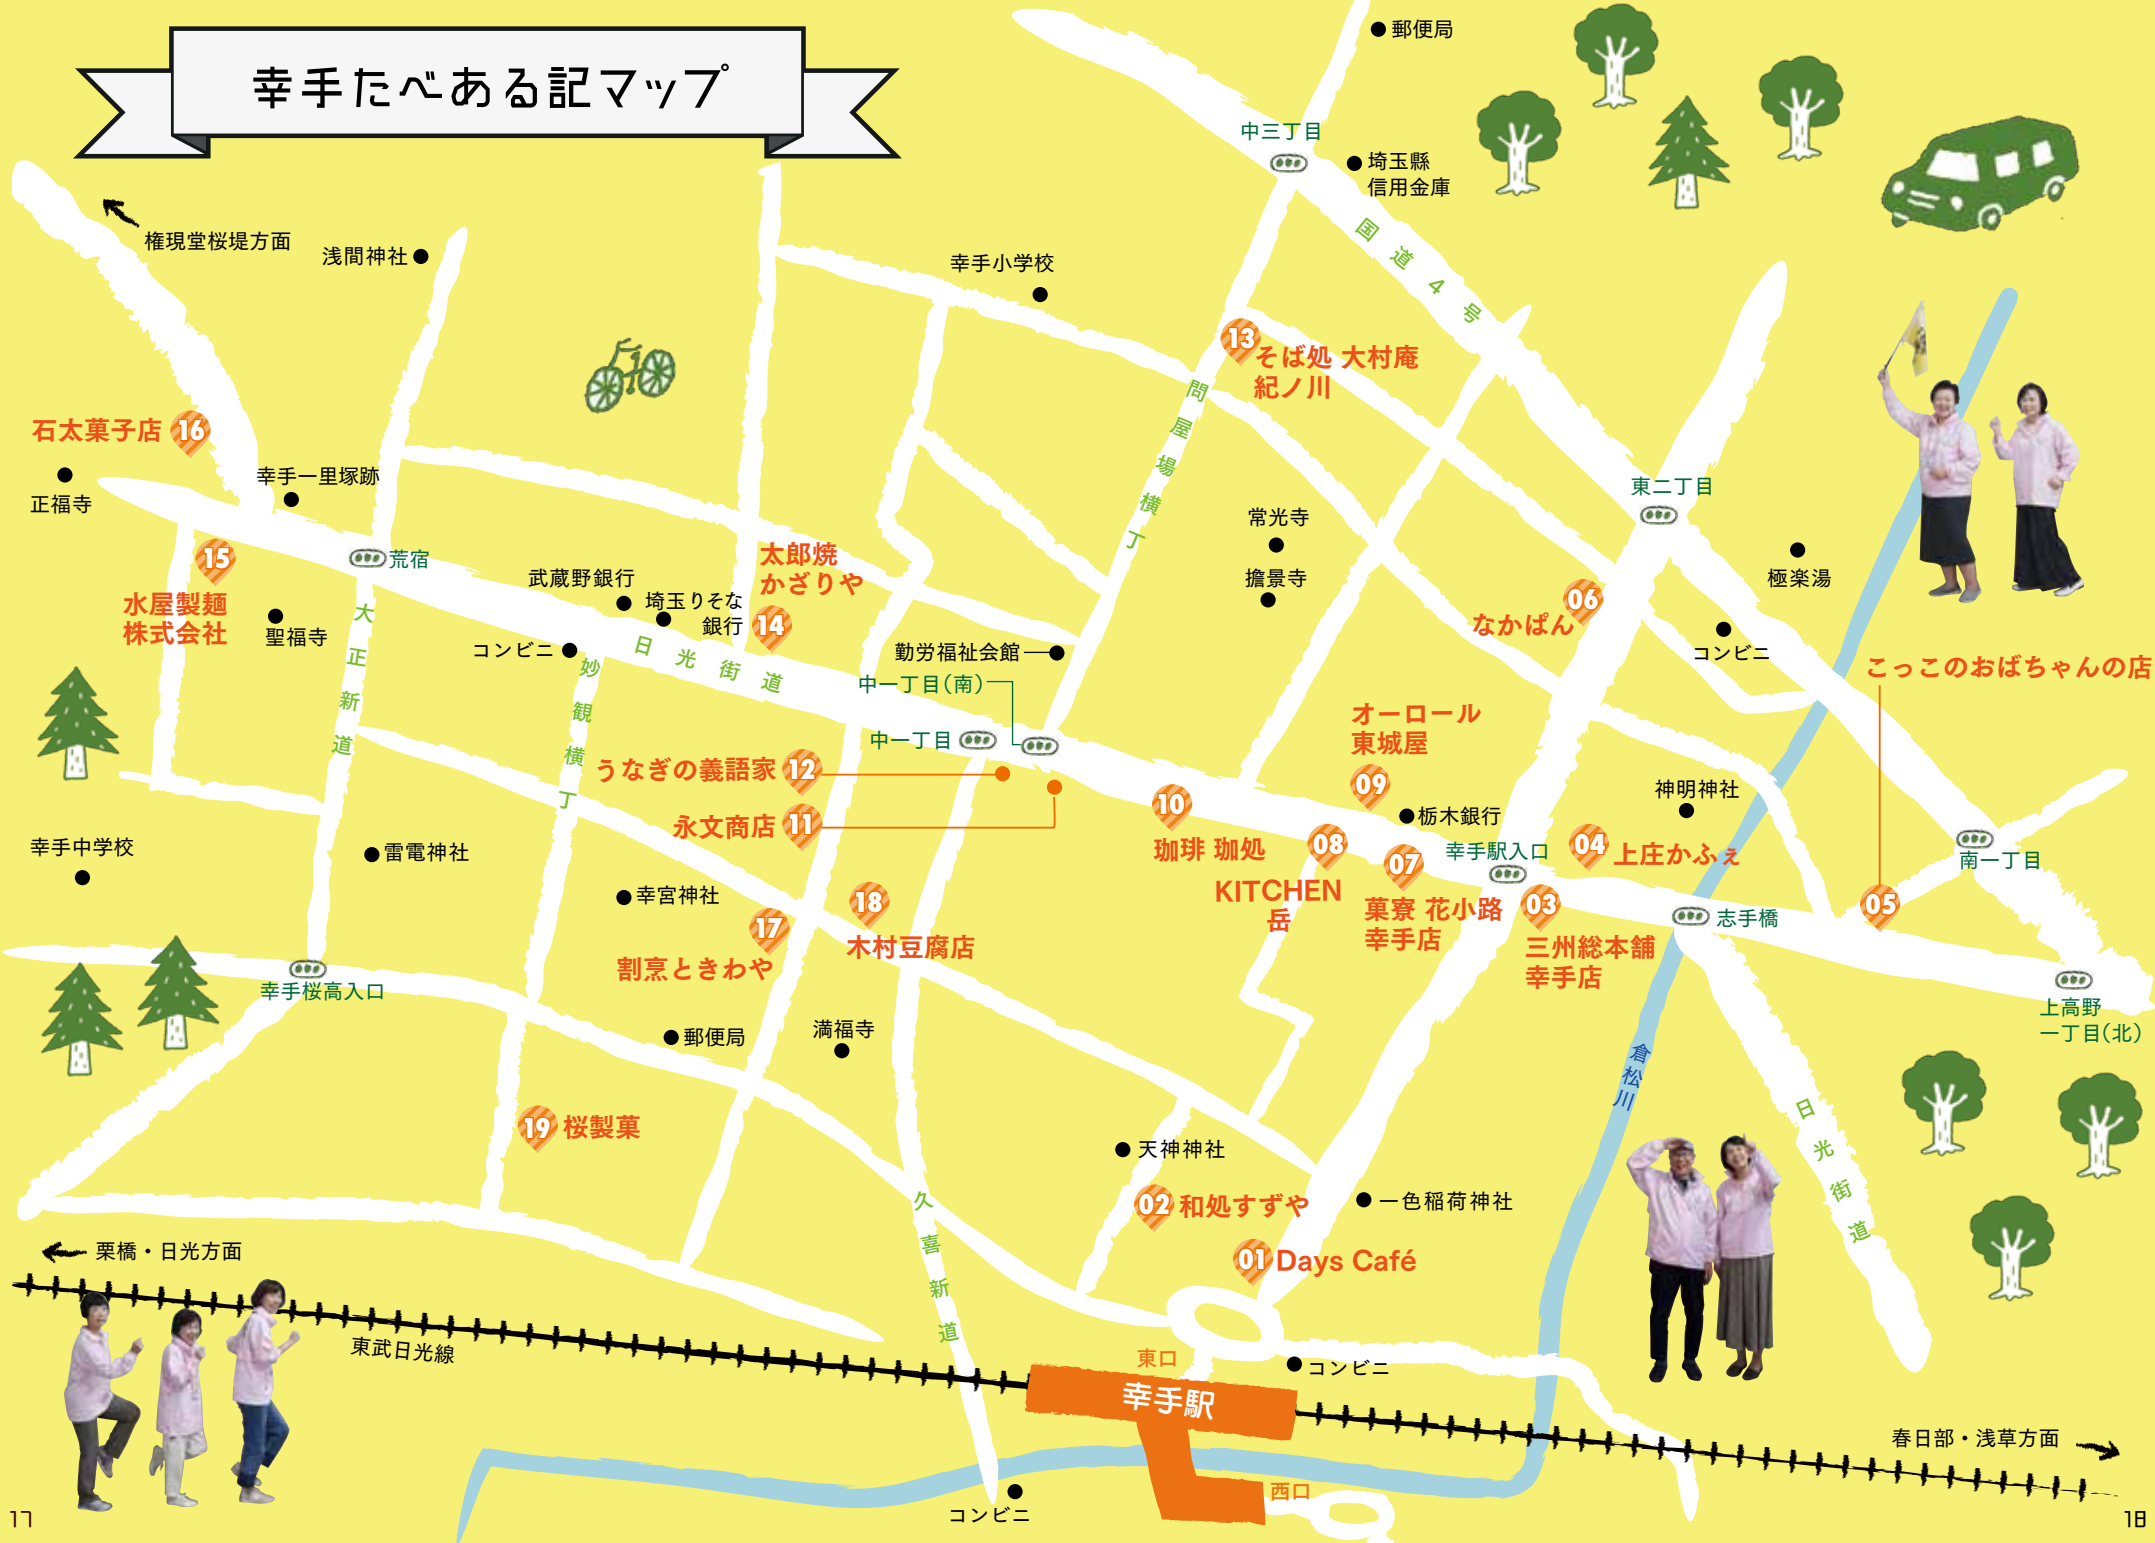 幸手たべある記マップ
郵便局
中三丁目
埼玉縣
信用金庫
国道4号
権現堂桜堤方面
浅間神社
幸手小学校
13
そば処 大村庵
紀ノ川
問屋場横丁
石太菓子店
16
正福寺
幸手一里塚跡
15
水屋製麺
株式会社
聖福寺
荒宿
大正新道
武蔵野銀行
埼玉りそな
銀行
太郎焼
かざりや
14
コンビニ
日光街道
妙観横丁
常光寺
擔景寺
東二丁目
極楽湯
06
なかぱん
コンビニ
こっこのおばちゃんの店
勤労福祉会館
中一丁目(南)
中一丁目
うなぎの義語家
12
永文商店
11
オーロール
東城屋
09
栃木銀行
10
珈琲 珈処
08
KITCHEN
岳
07
菓寮 花小路
幸手店
幸手駅入口
神明神社
04
上庄かふぇ
03
三州総本舗
幸手店
志手橋
05
南一丁目
上高野
一丁目(北)
幸手中学校
雷電神社
幸宮神社
17
割烹ときわや
18
木村豆腐店
幸手桜高入口
郵便局
満福寺
19
桜製菓
倉松川
日光街道
天神神社
02
和処すずや
一色稲荷神社
01
Days Café
久喜新道
栗橋・日光方面
東武日光線
東口
幸手駅
コンビニ
西口
コンビニ
春日部・浅草方面
17
18